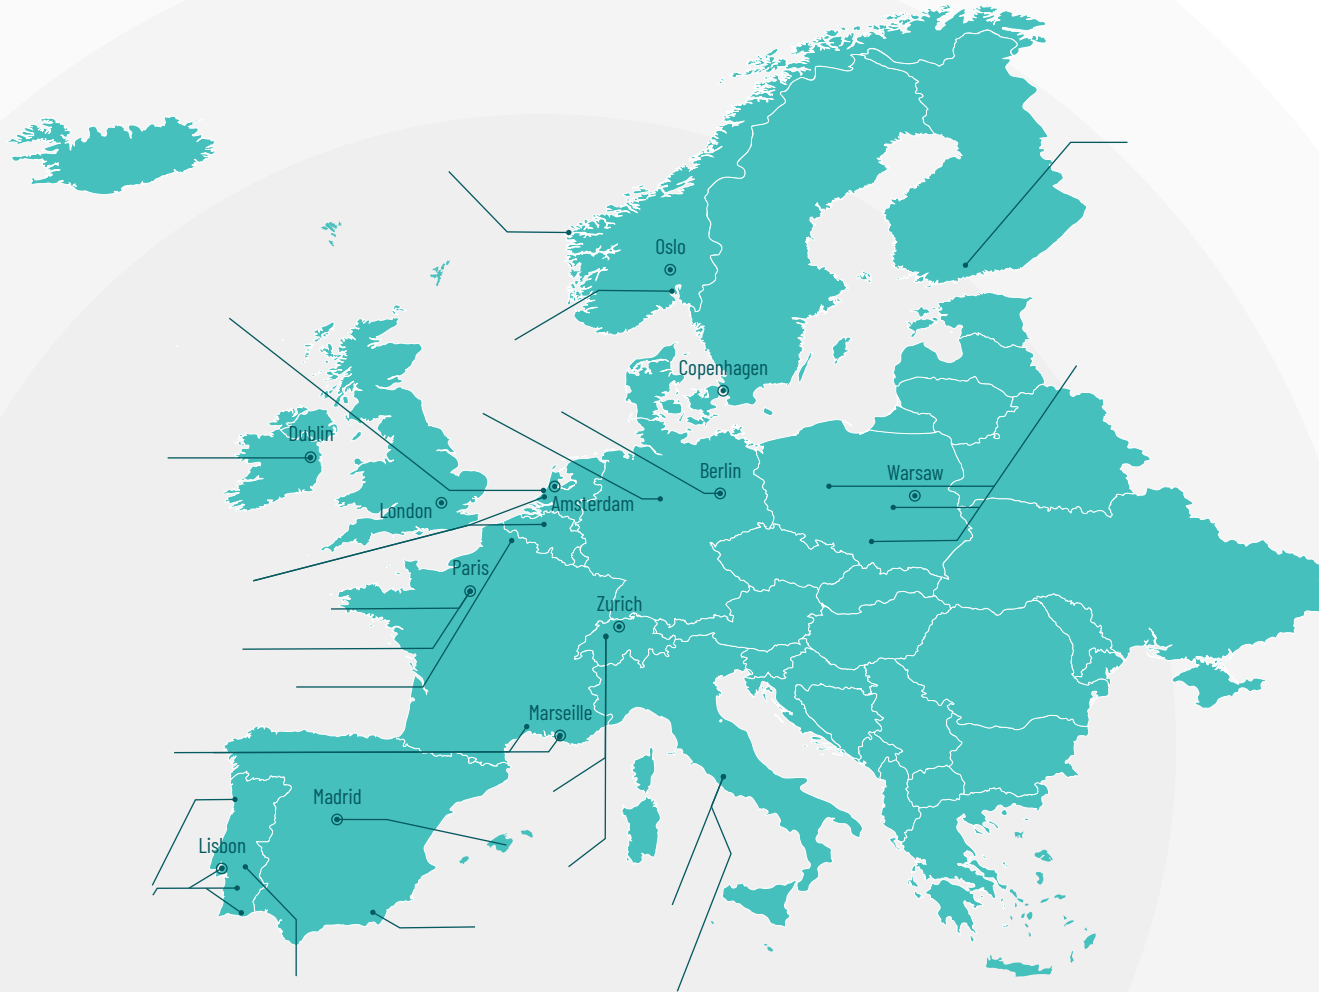 Oslo
Copenhagen
Dublin
Berlin
Warsaw
Amsterdam
London
Paris
Zurich
Marseille
Madrid
Lisbon